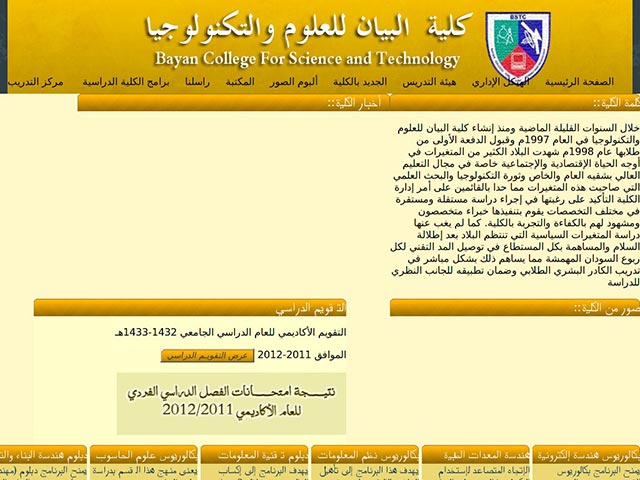 كلية البيان للعلوم والتكنولوجيا
Bayan College For Science and Technology
BSTC
الصفحة الرئيسية الهيكل الإداري هيئة التدريس الجديد بالكلية ألبوم الصور المكتبة راسلنا برامج الكلية الدراسية مركز التدريب
كلمة الكلية::
أخبار الكلية::
خلال السنوات القليلة الماضية ومنذ إنشاء كلية البيان للعلوم
والتكنولوجيا في العام 1997م وقبول الدفعة الأولى من
طلابها عام 1998م شهدت البلاد الكثير من المتغيرات في
أوجه الحياة الإقتصادية والإجتماعية خاصة في مجال التعليم
العالي بشقيه العام والخاص وثورة التكنولوجيا والبحث العلمي
التي صاحبت هذه المتغيرات مما حدا بالقائمين على أمر إدارة
الكلية التأكيد على رغبتها في إجراء دراسة مستقلة ومستقرة
في مختلف التخصصات يقوم بتنفيذها خبراء متخصصون
ومشهود لهم بالكفاءة والتجربة بالكلية. كما لم يغب عنها
دراسة المتغيرات السياسية التي تنتظم البلاد بعد إطلالة
السلام والمساهمة بكل المستطاع في توصيل المد التقني لكل
ربوع السودان المهمشة مما يساهم ذلك بشكل مباشر في
تدريب الكادر البشري الطلابي وضمان تطبيقه للجانب النظري
للدراسة
صور من الكلية::
التقويم الدراسي
التقويم الأكاديمي للعام الدراسي الجامعي 1432-1433هـ
الموافق 2011-2012 عرض التقويم الدراسي
نتيجة امتحانات الفصل الدراسي الفردي
للعام الأكاديمي 2012/2011
بكالوريوس هندسة إلكترونية
هندسة المعدات الطبية
بكالوريوس نظم المعلومات
دبلوم تقنية المعلومات
بكالوريوس علوم الحاسوب
دبلوم هندسة البناء والت
يمنح البرنامج بكالوريوس
الإتجاه المتصاعد لإستخدام
يهدف هذا البرنامج إلى تأهيل
يهدف البرنامج إلى إكساب
يعنى منهج هذا القسم بدراسة
يمنح البرنامج دبلوم